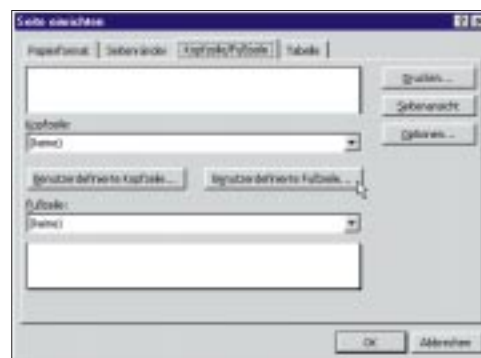 Seite einrichten
Papierformat Seitenränder Kopfzeile/Fußzeile Tabelle
Drucken...
Seitenansicht
Kopfzeile:
(keine)
Optionen...
Benutzerdefinierte Kopfzeile... Benutzerdefinierte Fußzeile...
Fußzeile:
(keine)
OK Abbrechen